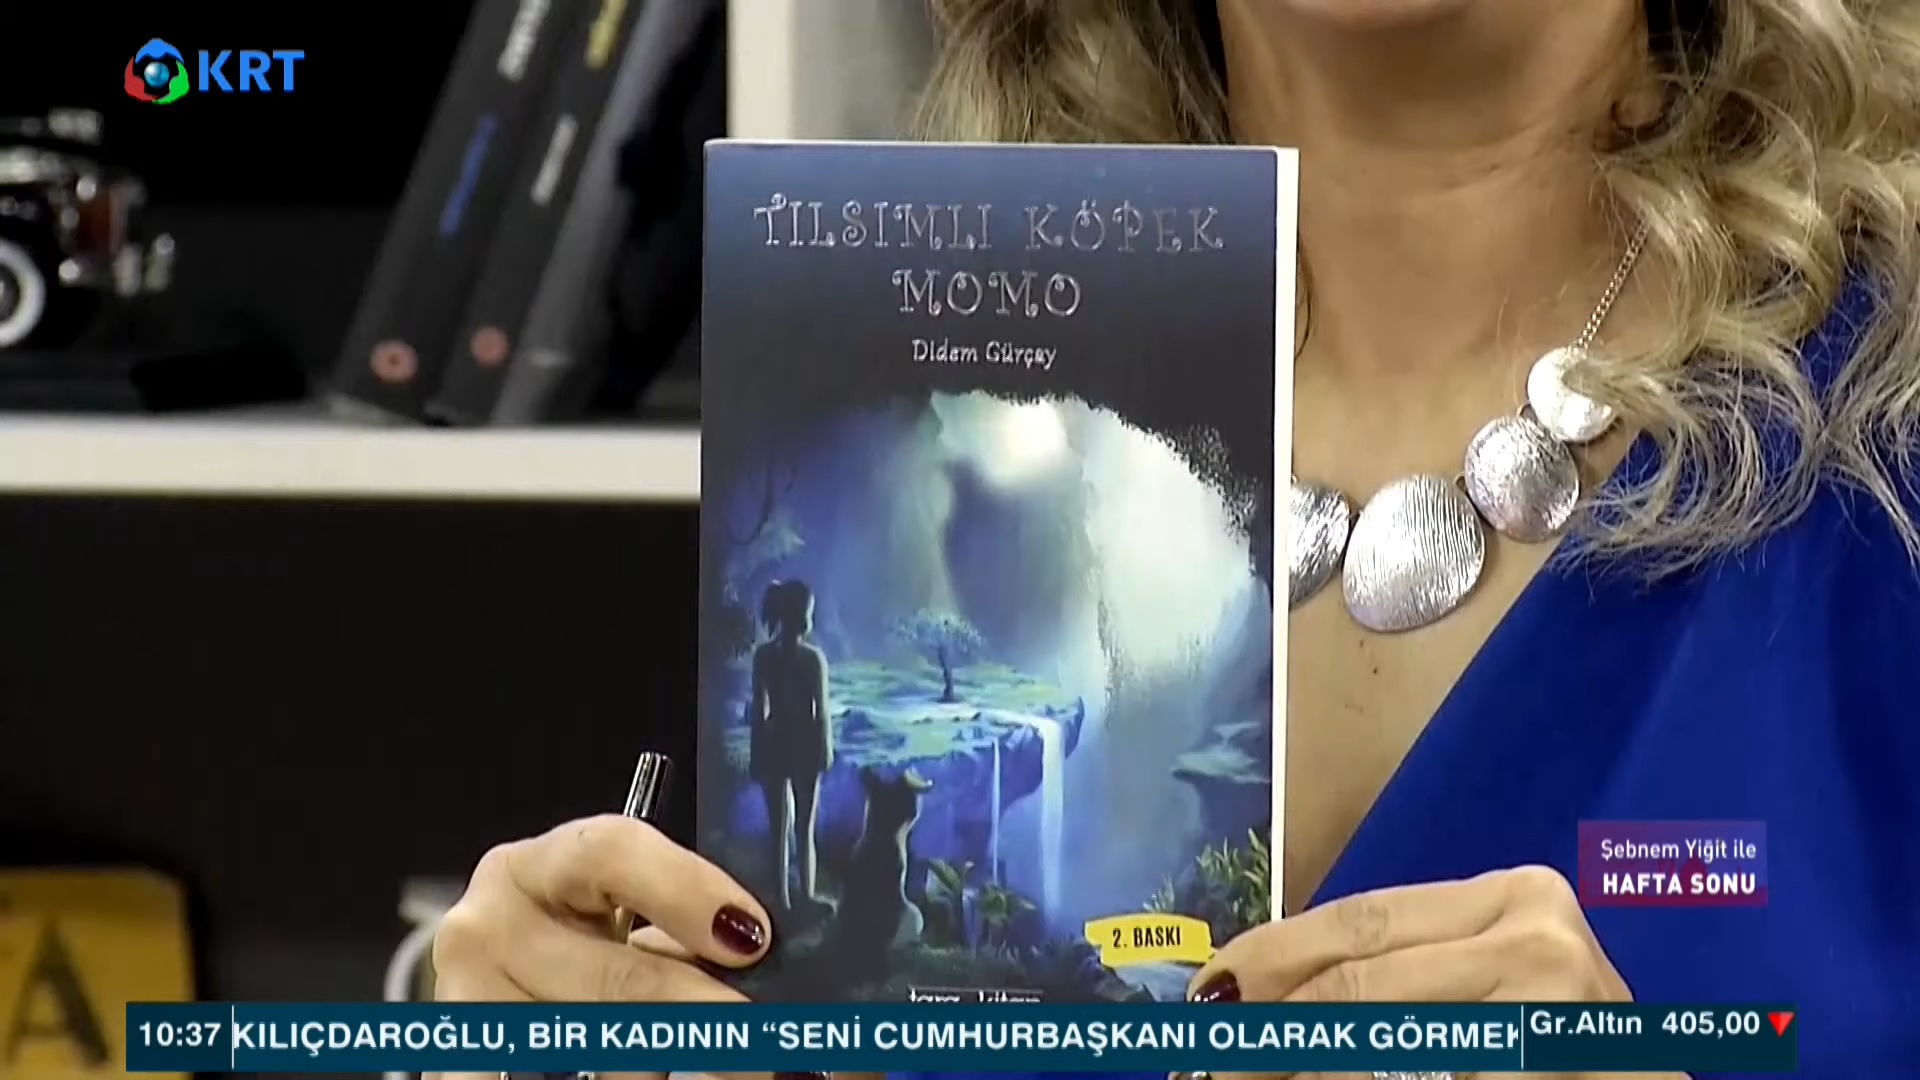 KRT
TILSIMLI KÖPEK
MOMO
Didem Gürçay
2. BASKI
Şebnem Yiğit ile
HAFTA SONU
A
10:37 KILIÇDAROĞLU, BİR KADININ “SENİ CUMHURBAŞKANI OLARAK GÖRMEK Gr.Altın 405,00